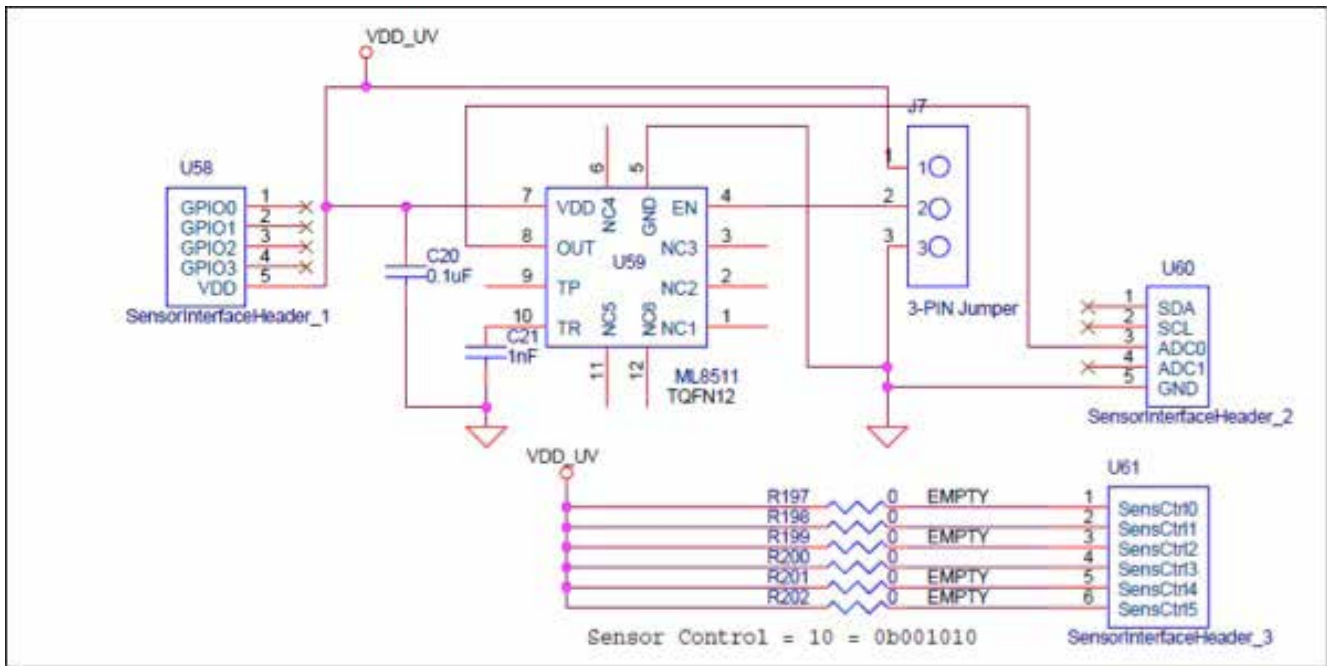 VDD_UV
J7
U58
1
GPIO0
2
GPIO1
3
GPIO2
4
GPIO3
5
VDD
SensorInterfaceHeader_1
C20
0.1uF
C21
1nF
6
5
7
VDD
NC4
GND
EN
4
8
OUT
U59
NC3
3
9
TP
NC2
2
10
TR
NC5
NC6
NC1
1
11
12
ML8511
TQFN12
1
1
2
2
3
3
3-PIN Jumper
U60
1
SDA
2
SCL
3
ADC0
4
ADC1
5
GND
SensorInterfaceHeader_2
VDD_UV
U61
R197 0 EMPTY 1 SensCtrl0
R198 0 2 SensCtrl1
R199 0 EMPTY 3 SensCtrl2
R200 0 4 SensCtrl3
R201 0 EMPTY 5 SensCtrl4
R202 0 EMPTY 6 SensCtrl5
Sensor Control = 10 = 0b001010
SensorInterfaceHeader_3